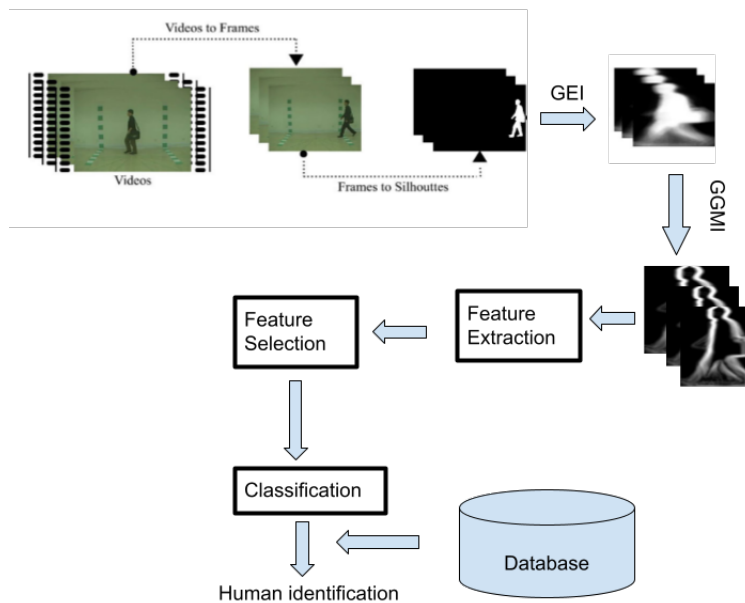 Videos to Frames
Videos
Frames to Silhouttes
GEI
GGMI
Feature
Extraction
Feature
Selection
Classification
Database
Human identification